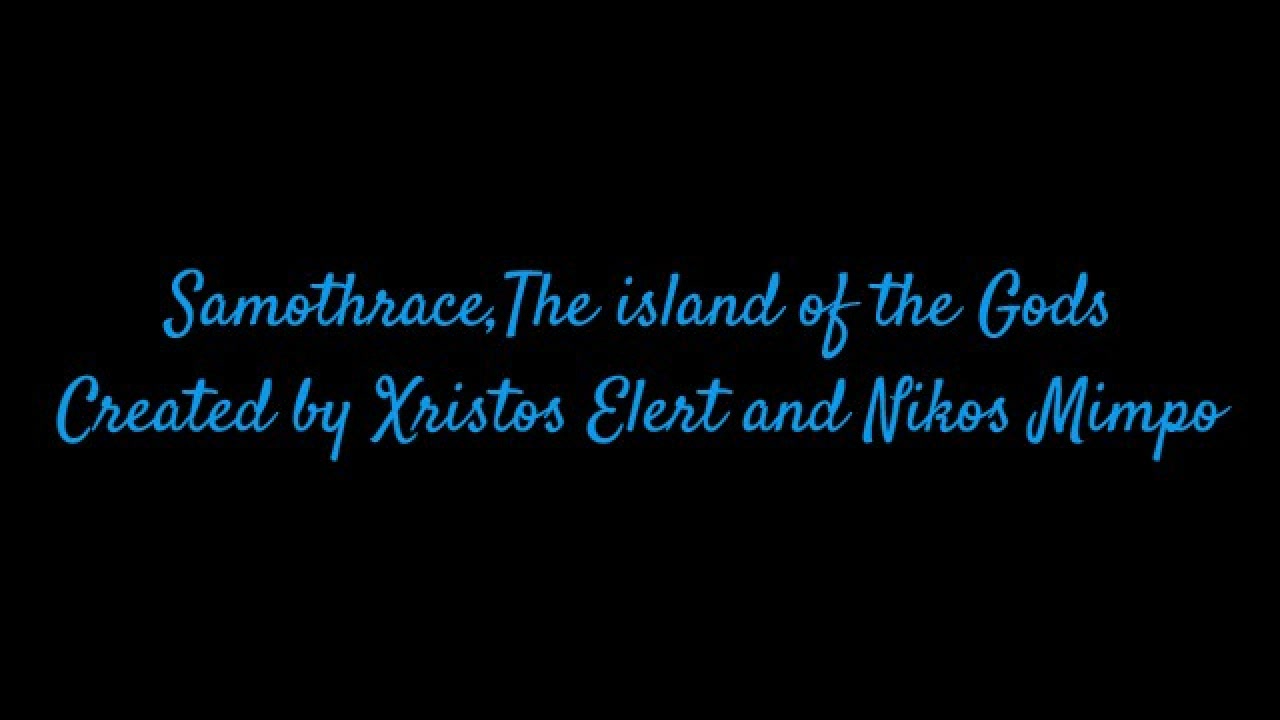 Samothrace,The island of the Gods
Created by Xristos Elert and Nikos Mimpo